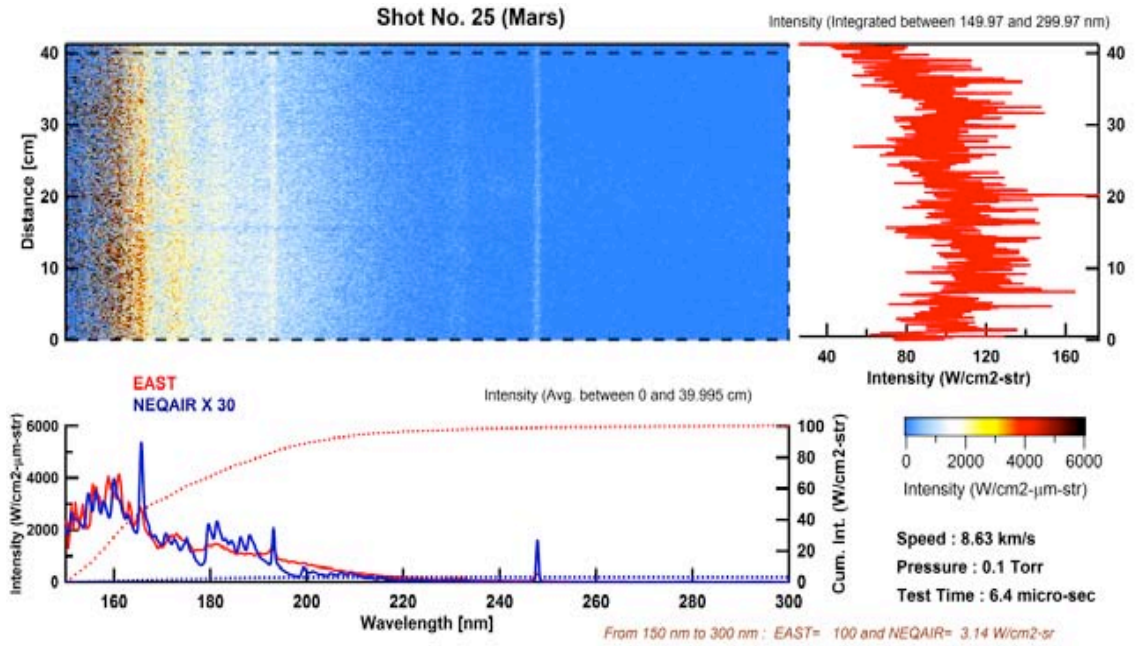 Shot No. 25 (Mars)
Intensity (Integrated between 149.97 and 299.97 nm)
Distance [cm]
40
30
20
10
0
40
30
20
10
0
40
80
120
160
Intensity (W/cm2-str)
EAST
NEQAIR X 30
Intensity (Avg. between 0 and 39.995 cm)
Intensity (W/cm2-μm-str)
6000
4000
2000
0
100
80
60
40
20
0
Cum. Int. (W/cm2-str)
160
180
200
220
240
260
280
300
Wavelength [nm]
0
2000
4000
6000
Intensity (W/cm2-μm-str)
Speed : 8.63 km/s
Pressure : 0.1 Torr
Test Time : 6.4 micro-sec
From 150 nm to 300 nm : EAST= 100 and NEQAIR= 3.14 W/cm2-sr